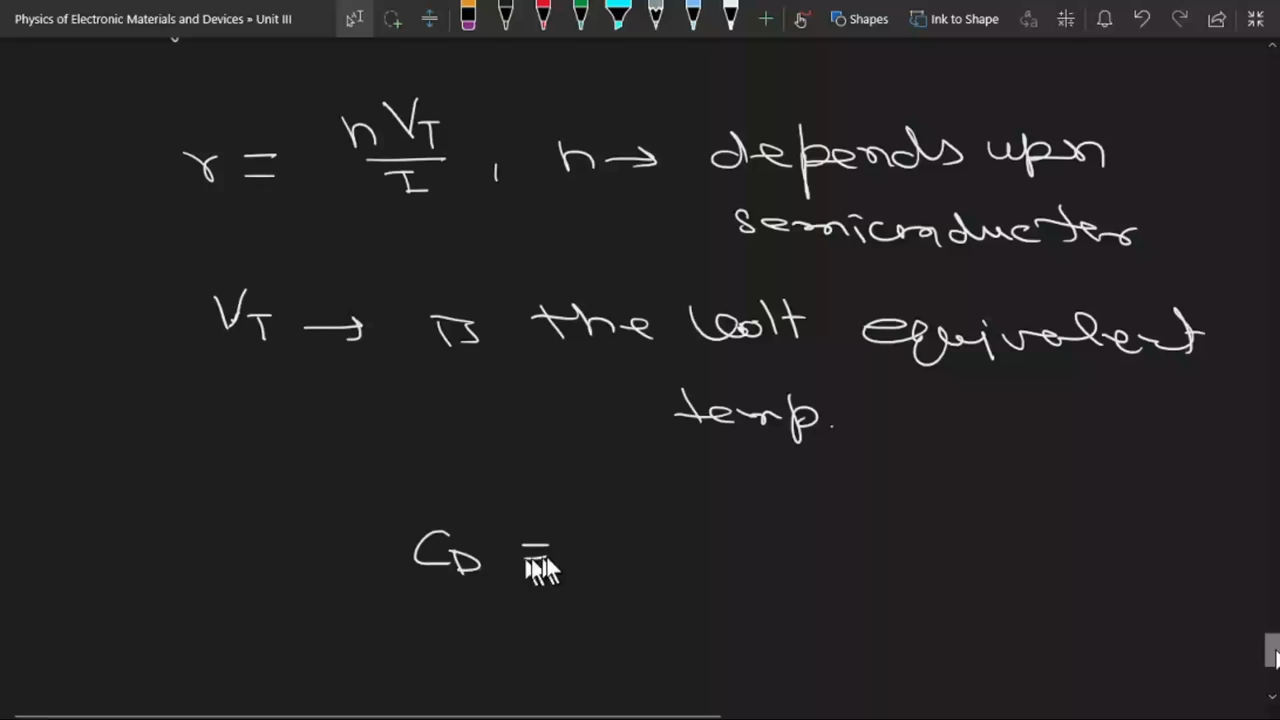 Physics of Electronic Materials and Devices » Unit III
Shapes
Ink to Shape
r = nV_T / I , n → depends upon
semiconductor
V_T → is the volt equivalent
temp.
C_D =